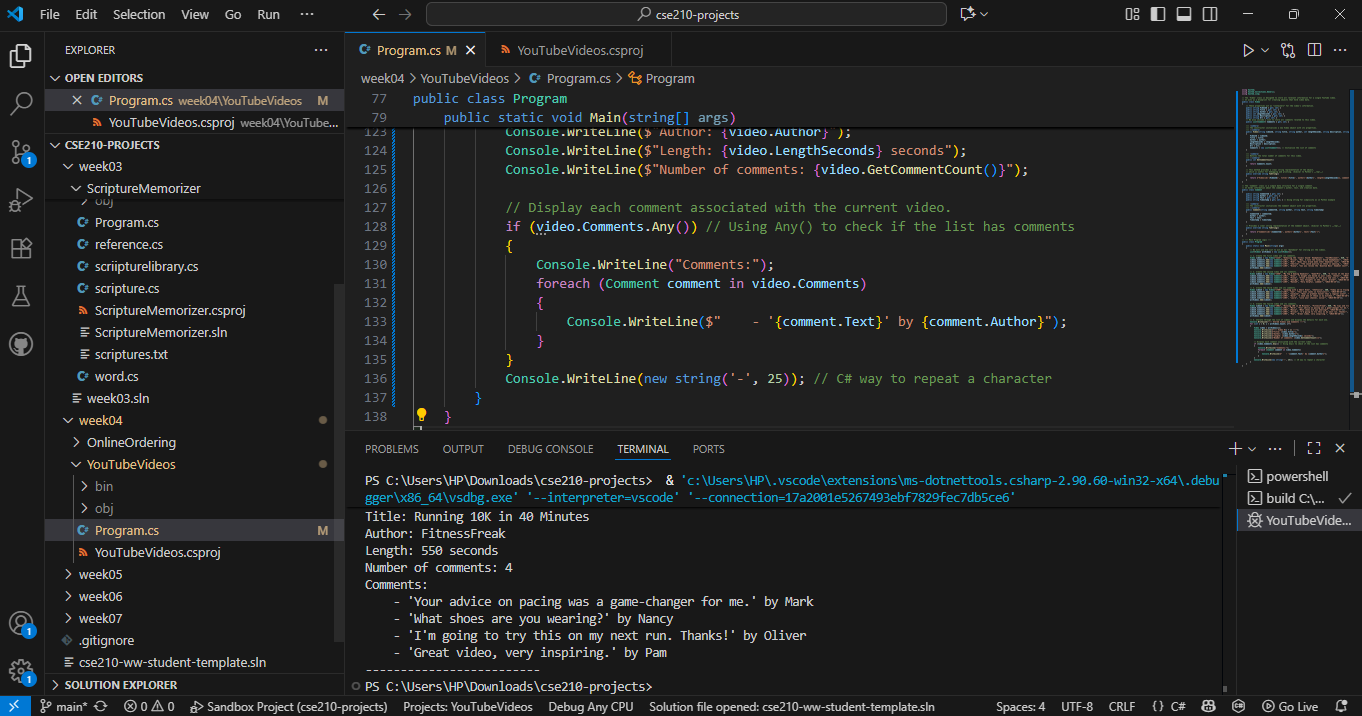 File Edit Selection View Go Run ··· cse210-projects
EXPLORER ···
OPEN EDITORS
Program.cs week04\YouTubeVideos M
YouTubeVideos.csproj week04\YouTube...
CSE210-PROJECTS
week03
ScriptureMemorizer
obj
Program.cs
reference.cs
scriipturelibrary.cs
scripture.cs
ScriptureMemorizer.csproj
ScriptureMemorizer.sln
scriptures.txt
word.cs
week03.sln
week04
OnlineOrdering
YouTubeVideos
bin
obj
Program.cs M
YouTubeVideos.csproj
week05
week06
week07
.gitignore
cse210-ww-student-template.sln
SOLUTION EXPLORER
1
1
1
Program.cs M YouTubeVideos.csproj
week04 > YouTubeVideos > Program.cs > Program
77 public class Program
79 public static void Main(string[] args)
123 Console.WriteLine($"Author: {video.Author}");
124 Console.WriteLine($"Length: {video.LengthSeconds} seconds");
125 Console.WriteLine($"Number of comments: {video.GetCommentCount()}");
126
127 // Display each comment associated with the current video.
128 if (video.Comments.Any()) // Using Any() to check if the list has comments
129 {
130 Console.WriteLine("Comments:");
131 foreach (Comment comment in video.Comments)
132 {
133 Console.WriteLine($"    - '{comment.Text}' by {comment.Author}");
134 }
135 }
136 Console.WriteLine(new string('-', 25)); // C# way to repeat a character
137 }
138 }
PROBLEMS OUTPUT DEBUG CONSOLE TERMINAL PORTS
PS C:\Users\HP\Downloads\cse210-projects>  & 'c:\Users\HP\.vscode\extensions\ms-dotnettools.csharp-2.90.60-win32-x64\.debu
gger\x86_64\vsdbg.exe' '--interpreter=vscode' '--connection=17a2001e5267493ebf7829fec7db5ce6'
Title: Running 10K in 40 Minutes
Author: FitnessFreak
Length: 550 seconds
Number of comments: 4
Comments:
    - 'Your advice on pacing was a game-changer for me.' by Mark
    - 'What shoes are you wearing?' by Nancy
    - 'I'm going to try this on my next run. Thanks!' by Oliver
    - 'Great video, very inspiring.' by Pam
-------------------------
PS C:\Users\HP\Downloads\cse210-projects>
powershell
build C:\...
YouTubeVide...
main* 0 0 Sandbox Project (cse210-projects) Projects: YouTubeVideos Debug Any CPU Solution file opened: cse210-ww-student-template.sln Spaces: 4 UTF-8 CRLF {} C# Go Live